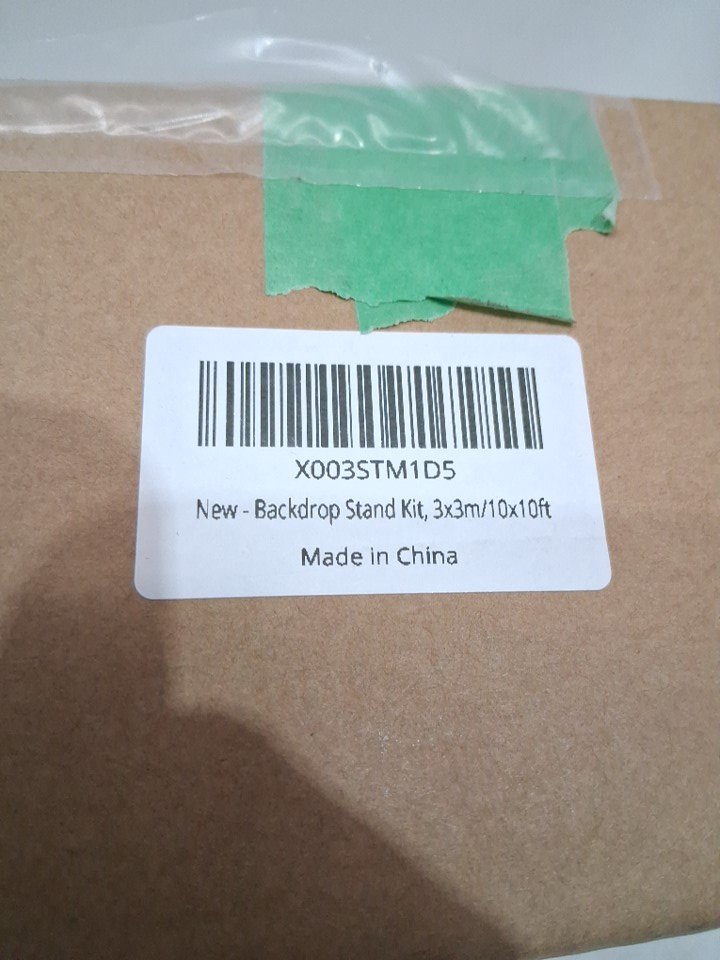 X003STM1D5
New - Backdrop Stand Kit, 3x3m/10x10ft
Made in China